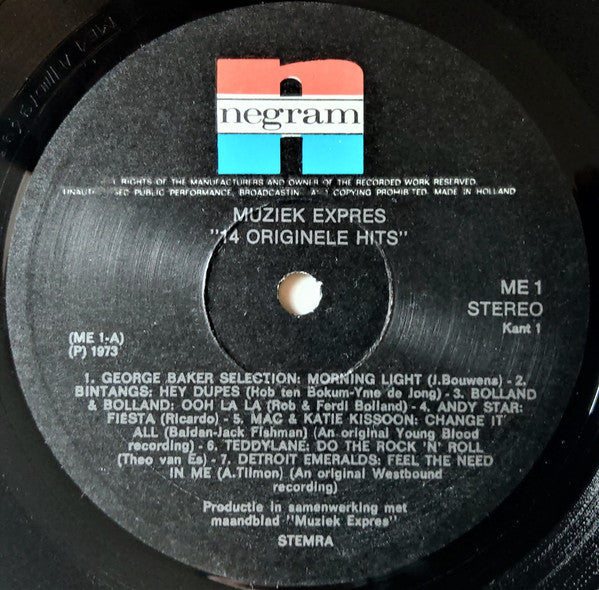 negram
RIGHTS OF THE MANUFACTURERS AND OWNER OF THE RECORDED WORK RESERVED.
PUBLIC PERFORMANCE, BROADCASTIN COPYING PROHIBITED. MADE IN HOLLAND
MUZIEK EXPRES
"14 ORIGINELE HITS"
ME 1
STEREO
Kant 1
(ME 1-A)
(P) 1973
1. GEORGE BAKER SELECTION: MORNING LIGHT (J.Bouwens) - 2.
BINTANGS: HEY DUPES (Rob ten Bokum-Yme de Jong) - 3. BOLLAND
& BOLLAND: OOH LA LA (Rob & Ferdi Bolland) - 4. ANDY STAR:
FIESTA (Ricardo) - 5. MAC & KATIE KISSOON: CHANGE IT
ALL (Baldan-Jack Fishman) (An original Young Blood
recording) - 6. TEDDYLANE: DO THE ROCK 'N' ROLL
(Theo van Es) - 7. DETROIT EMERALDS: FEEL THE NEED
IN ME (A.Tilmon) (An original Westbound
recording)
Productie in samenwerking met
maandblad "Muziek Expres"
STEMRA